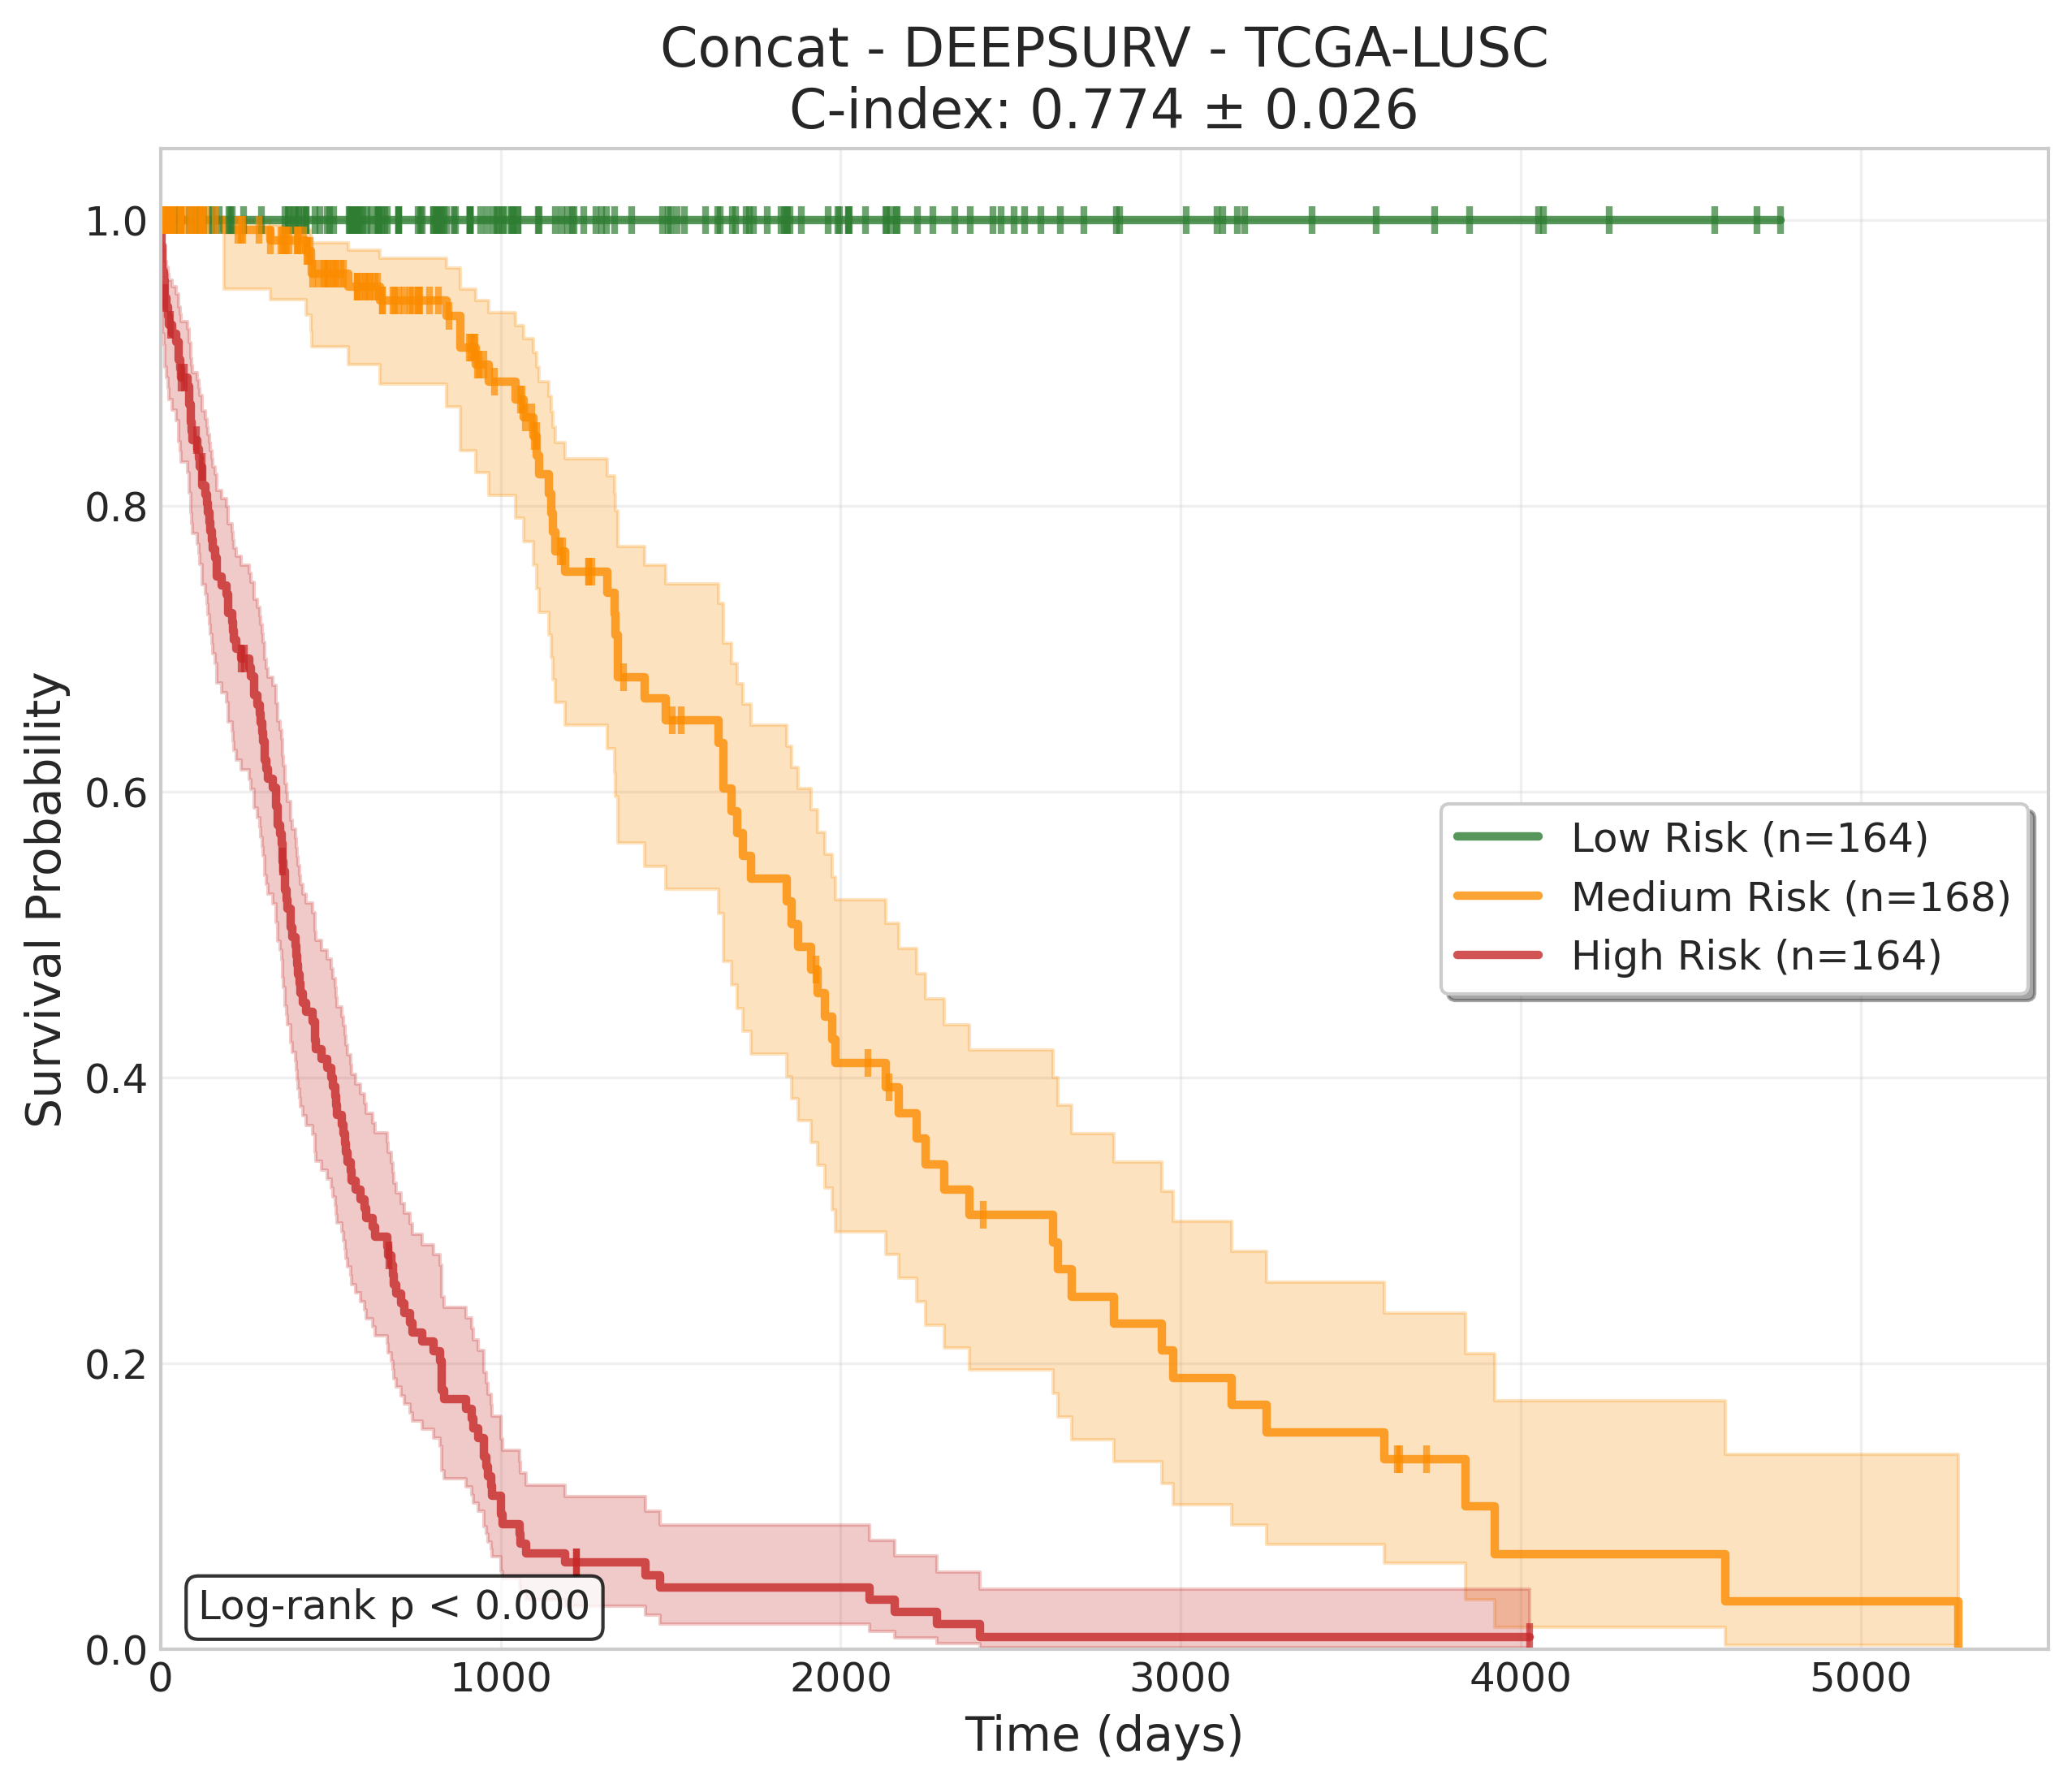 Concat - DEEPSURV - TCGA-LUSC
C-index: 0.774 ± 0.026
Survival Probability
1.0
0.8
0.6
0.4
0.2
0.0
Low Risk (n=164)
Medium Risk (n=168)
High Risk (n=164)
Log-rank p < 0.000
0 1000 2000 3000 4000 5000
Time (days)